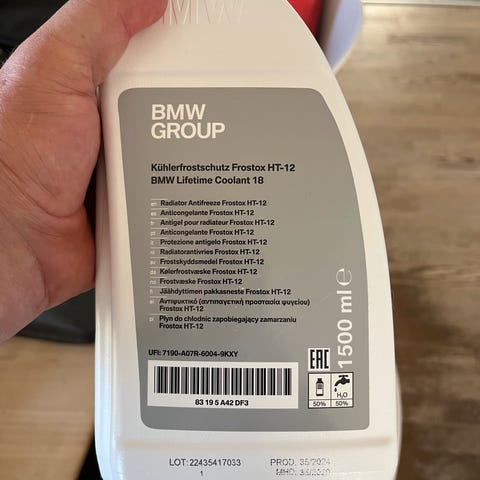 BMW
BMW
GROUP
Kühlerfrostschutz Frostox HT-12
BMW Lifetime Coolant 18
Radiator Antifreeze Frostox HT-12
Anticongelante Frostox HT-12
Antigel pour radiateur Frostox HT-12
Anticongelante Frostox HT-12
Protezione antigelo Frostox HT-12
Radiatorantivries Frostox HT-12
Frostskyddsmedel Frostox HT-12
Kølerfrostvæske Frostox HT-12
Frostvæske Frostox HT-12
Jäähdyttimen pakkasneste Frostox HT-12
Αντιψυκτικό (αντιπαγετική προστασία ψυγείου)
Frostox HT-12
Płyn do chłodnic zapobiegający zamarzaniu
Frostox HT-12
1500 ml ℮
UFI: 7190-A07R-6004-9KXY
EAC
83 19 5 A42 DF3
H₂O
50% 50%
LOT: 22435417033
PROD. 35/2024
1
MHD: